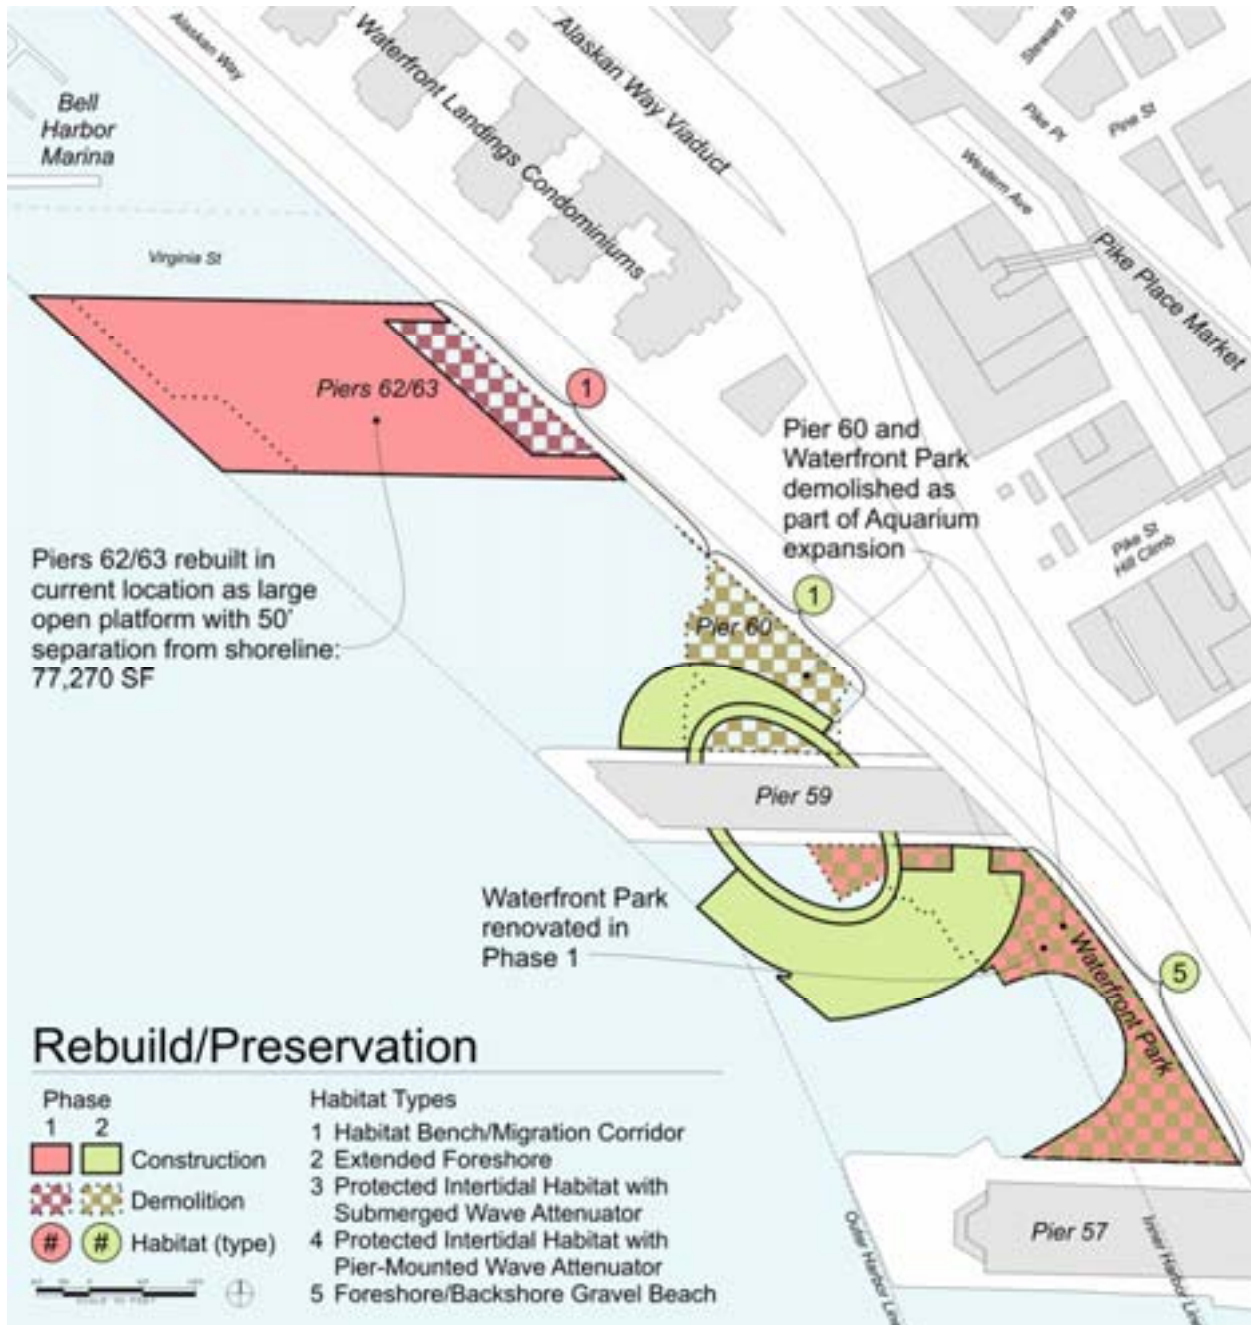 Alaskan Way
Waterfront Landings Condominiums
Alaskan Way Viaduct
Stewart St
Pike Pl
Pine St
Bell
Harbor
Marina
Western Ave
Pike Place Market
Virginia St
Piers 62/63
1
Pier 60 and
Waterfront Park
demolished as
part of Aquarium
expansion
Pike St
Hill Climb
Piers 62/63 rebuilt in
current location as large
open platform with 50'
separation from shoreline:
77,270 SF
1
Pier 60
Pier 59
Waterfront Park
renovated in
Phase 1
Waterfront Park
5
Rebuild/Preservation
Phase
1 2
Construction
Demolition
# # Habitat (type)
Habitat Types
1 Habitat Bench/Migration Corridor
2 Extended Foreshore
3 Protected Intertidal Habitat with
Submerged Wave Attenuator
4 Protected Intertidal Habitat with
Pier-Mounted Wave Attenuator
5 Foreshore/Backshore Gravel Beach
SCALE IN FEET
Outer Harbor Line
Pier 57
Inner Harbor Line